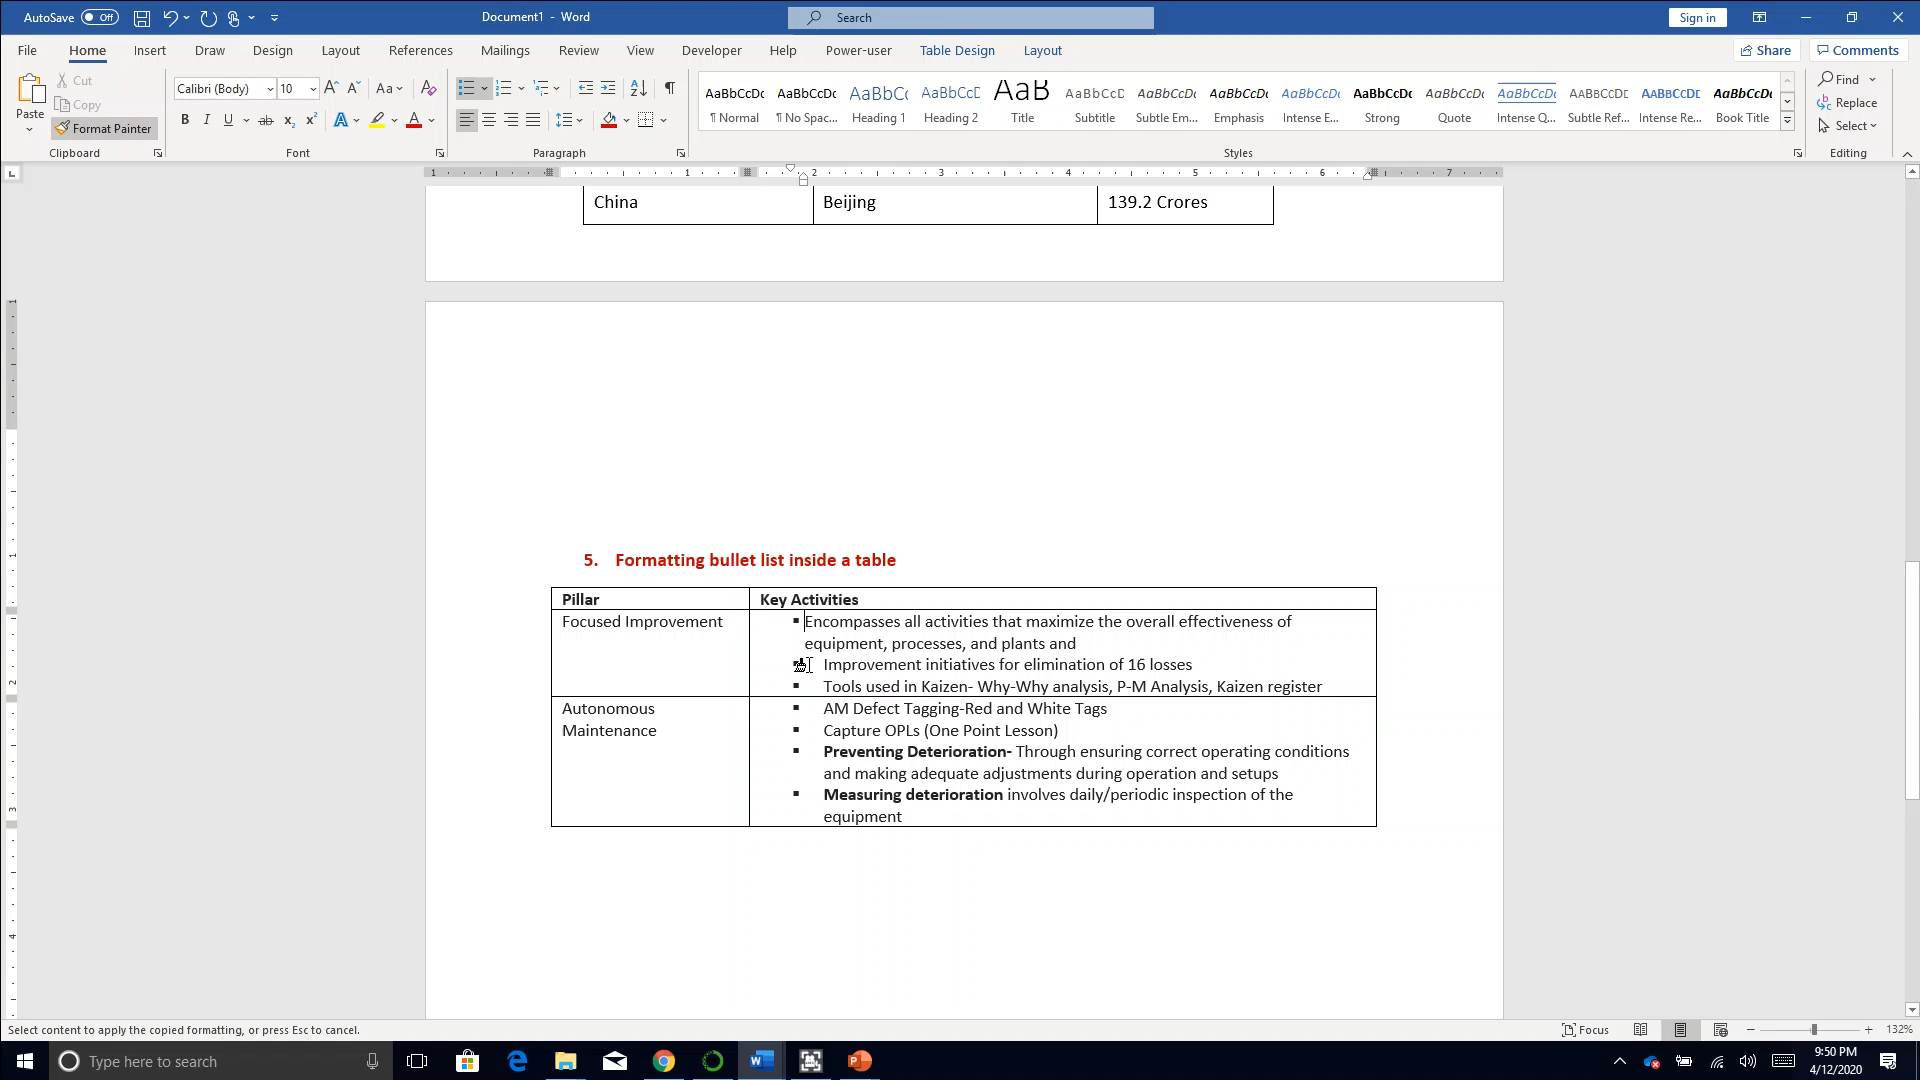 AutoSave Off Document1 - Word Search Sign in
File Home Insert Draw Design Layout References Mailings Review View Developer Help Power-user Table Design Layout Share Comments
Paste Cut Copy Format Painter
Clipboard
Calibri (Body) 10
Font
Paragraph
AaBbCcDc AaBbCcDc AaBbCc AaBbCcD AaB AaBbCcD AaBbCcDc AaBbCcDc AaBbCcDc AaBbCcDc AaBbCcDc AaBbCcDc AABBCCDE AABBCCDE AaBbCcDc
¶ Normal ¶ No Spac... Heading 1 Heading 2 Title Subtitle Subtle Em... Emphasis Intense E... Strong Quote Intense Q... Subtle Ref... Intense Re... Book Title
Styles
Find
Replace
Select
Editing
1 1 2 3 4 5 6 7
China Beijing 139.2 Crores
5. Formatting bullet list inside a table
Pillar Key Activities
Focused Improvement
▪ Encompasses all activities that maximize the overall effectiveness of
equipment, processes, and plants and
Improvement initiatives for elimination of 16 losses
▪ Tools used in Kaizen- Why-Why analysis, P-M Analysis, Kaizen register
Autonomous
Maintenance
▪ AM Defect Tagging-Red and White Tags
▪ Capture OPLs (One Point Lesson)
▪ Preventing Deterioration- Through ensuring correct operating conditions
and making adequate adjustments during operation and setups
▪ Measuring deterioration involves daily/periodic inspection of the
equipment
Select content to apply the copied formatting, or press Esc to cancel.
Focus 132%
Type here to search
9:50 PM
4/12/2020